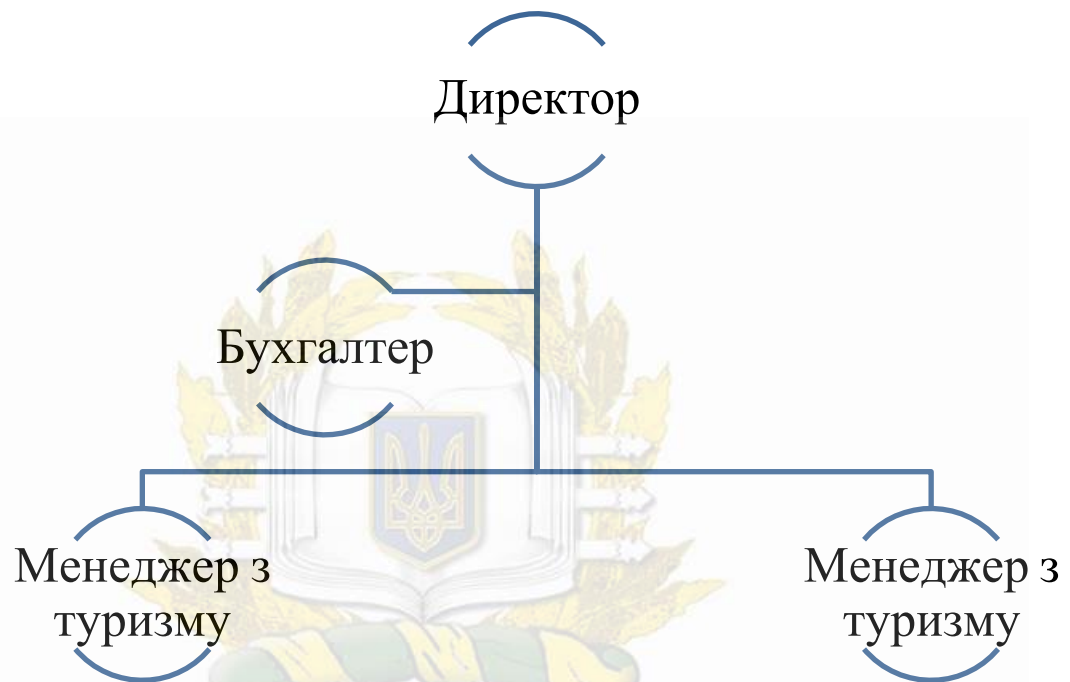 Директор
Бухгалтер
Менеджер з
туризму
Менеджер з
туризму